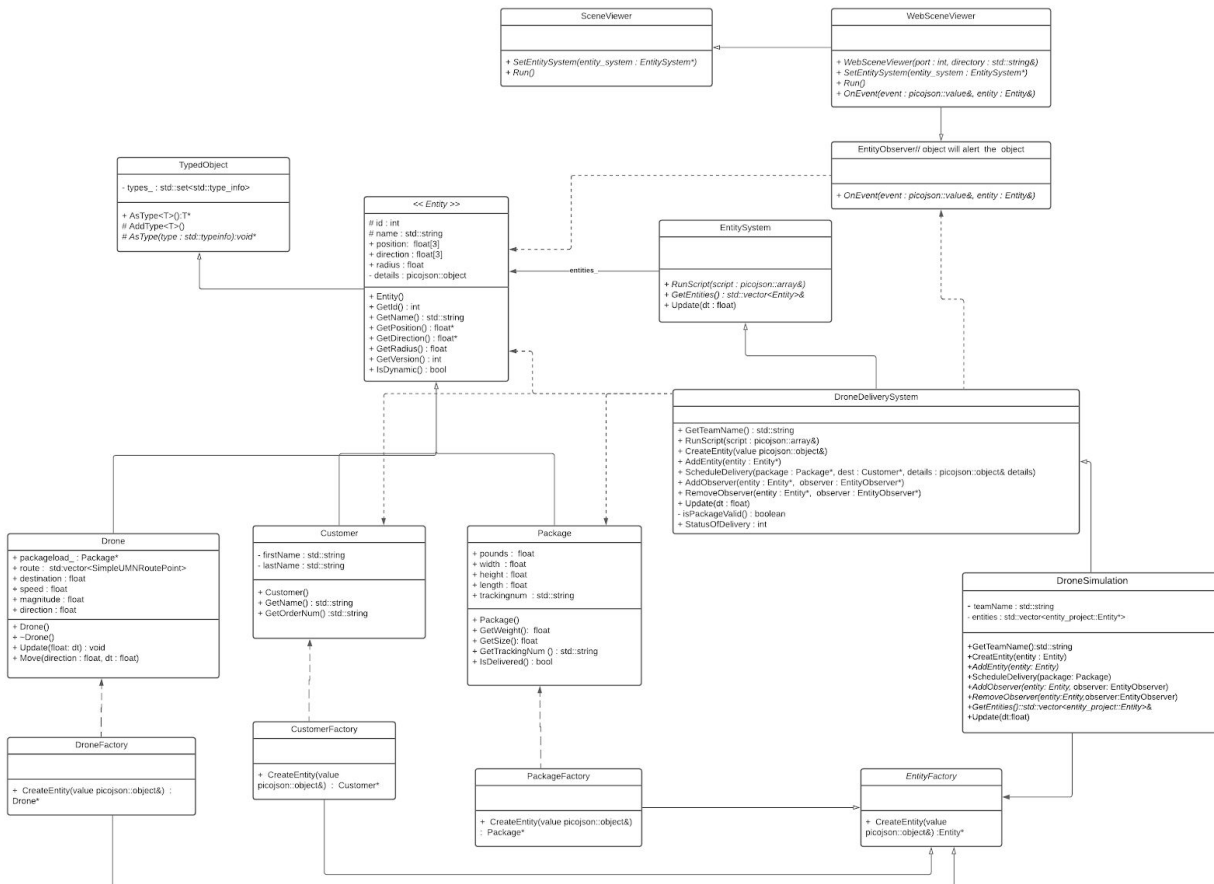 SceneViewer
+ SetEntitySystem(entity_system : EntitySystem*)
+ Run()
WebSceneViewer
+ WebSceneViewer(port : int, directory : std::string&)
+ SetEntitySystem(entity_system : EntitySystem*)
+ Run()
+ OnEvent(event : picojson::value&, entity : Entity&)
EntityObserver// object will alert the object
+ OnEvent(event : picojson::value&, entity : Entity&)
TypedObject
- types_ : std::set<std::type_info>
+ AsType<T>():T*
# AddType<T>()
# AsType(type : std::typeinfo):void*
<< Entity >>
# id : int
# name : std::string
+ position: float[3]
+ direction : float[3]
+ radius : float
- details : picojson::object
+ Entity()
+ GetId() : int
+ GetName() : std::string
+ GetPosition() : float*
+ GetDirection() : float*
+ GetRadius() : float
+ GetVersion() : int
+ IsDynamic() : bool
entities_
EntitySystem
+ RunScript(script : picojson::array&)
+ GetEntities() : std::vector<Entity>&
+ Update(dt : float)
DroneDeliverySystem
+ GetTeamName() : std::string
+ RunScript(script : picojson::array&)
+ CreateEntity(value picojson::object&)
+ AddEntity(entity : Entity*)
+ ScheduleDelivery(package : Package*, dest : Customer*, details : picojson::object& details)
+ AddObserver(entity : Entity*, observer : EntityObserver*)
+ RemoveObserver(entity : Entity*, observer : EntityObserver*)
+ Update(dt : float)
- isPackageValid() : boolean
+ StatusOfDelivery : int
Drone
+ packageload_ : Package*
+ route : std:vector<SimpleUMNRoutePoint>
+ destination : float
+ speed : float
+ magnitude : float
+ direction : float
+ Drone()
+ ~Drone()
+ Update(float: dt) : void
+ Move(direction : float, dt : float)
Customer
- firstName : std::string
- lastName : std::string
+ Customer()
+ GetName() : std::string
+ GetOrderNum() :std::string
Package
+ pounds : float
+ width : float
+ height : float
+ length : float
+ trackingnum : std::string
+ Package()
+ GetWeight(): float
+ GetSize(): float
+ GetTrackingNum () : std::string
+ IsDelivered() : bool
DroneSimulation
- teamName : std::string
- entities : std::vector<entity_project::Entity*>
+GetTeamName():std::string
+CreatEntity(entity : Entity)
+AddEntity(entity: Entity)
+ScheduleDelivery(package: Package)
+AddObserver(entity: Entity, observer: EntityObserver)
+RemoveObserver(entity:Entity,observer:EntityObserver)
+GetEntities()::std::vector<entity_project::Entity>&
+Update(dt:float)
DroneFactory
+ CreateEntity(value picojson::object&) :
Drone*
CustomerFactory
+ CreateEntity(value
picojson::object&) : Customer*
PackageFactory
+ CreateEntity(value picojson::object&)
: Package*
EntityFactory
+ CreateEntity(value
picojson::object&) :Entity*